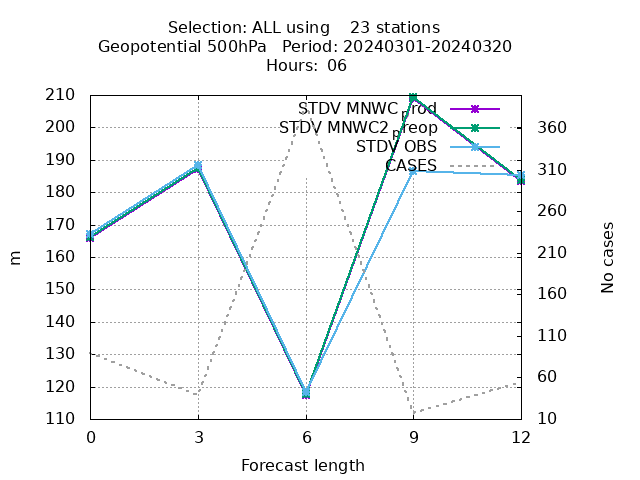 Selection: ALL using    23 stations
Geopotential 500hPa   Period: 20240301-20240320
Hours:  06
STDV MNWCprod
STDV MNWC2preop
STDV OBS
CASES
210
200
190
180
170
160
150
140
130
120
110
m
360
310
260
210
160
110
60
10
No cases
0
3
6
9
12
Forecast length